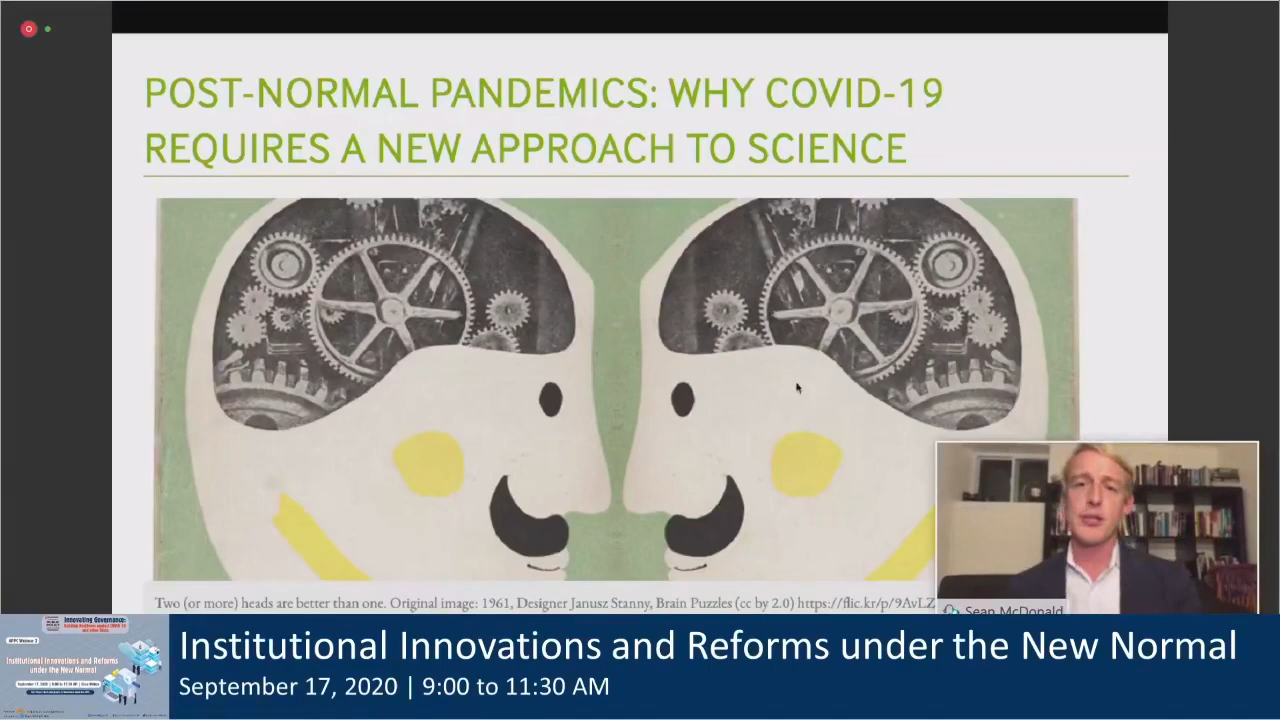 POST-NORMAL PANDEMICS: WHY COVID-19
REQUIRES A NEW APPROACH TO SCIENCE
Two (or more) heads are better than one. Original image: 1961, Designer Janusz Stanny, Brain Puzzles (cc by 2.0) https://flic.kr/p/9AvLZ
Sean McDonald
Innovating Governance:
Institutional Innovations and Reforms
under the New Normal
Institutional Innovations and Reforms under the New Normal
September 17, 2020 | 9:00 to 11:30 AM